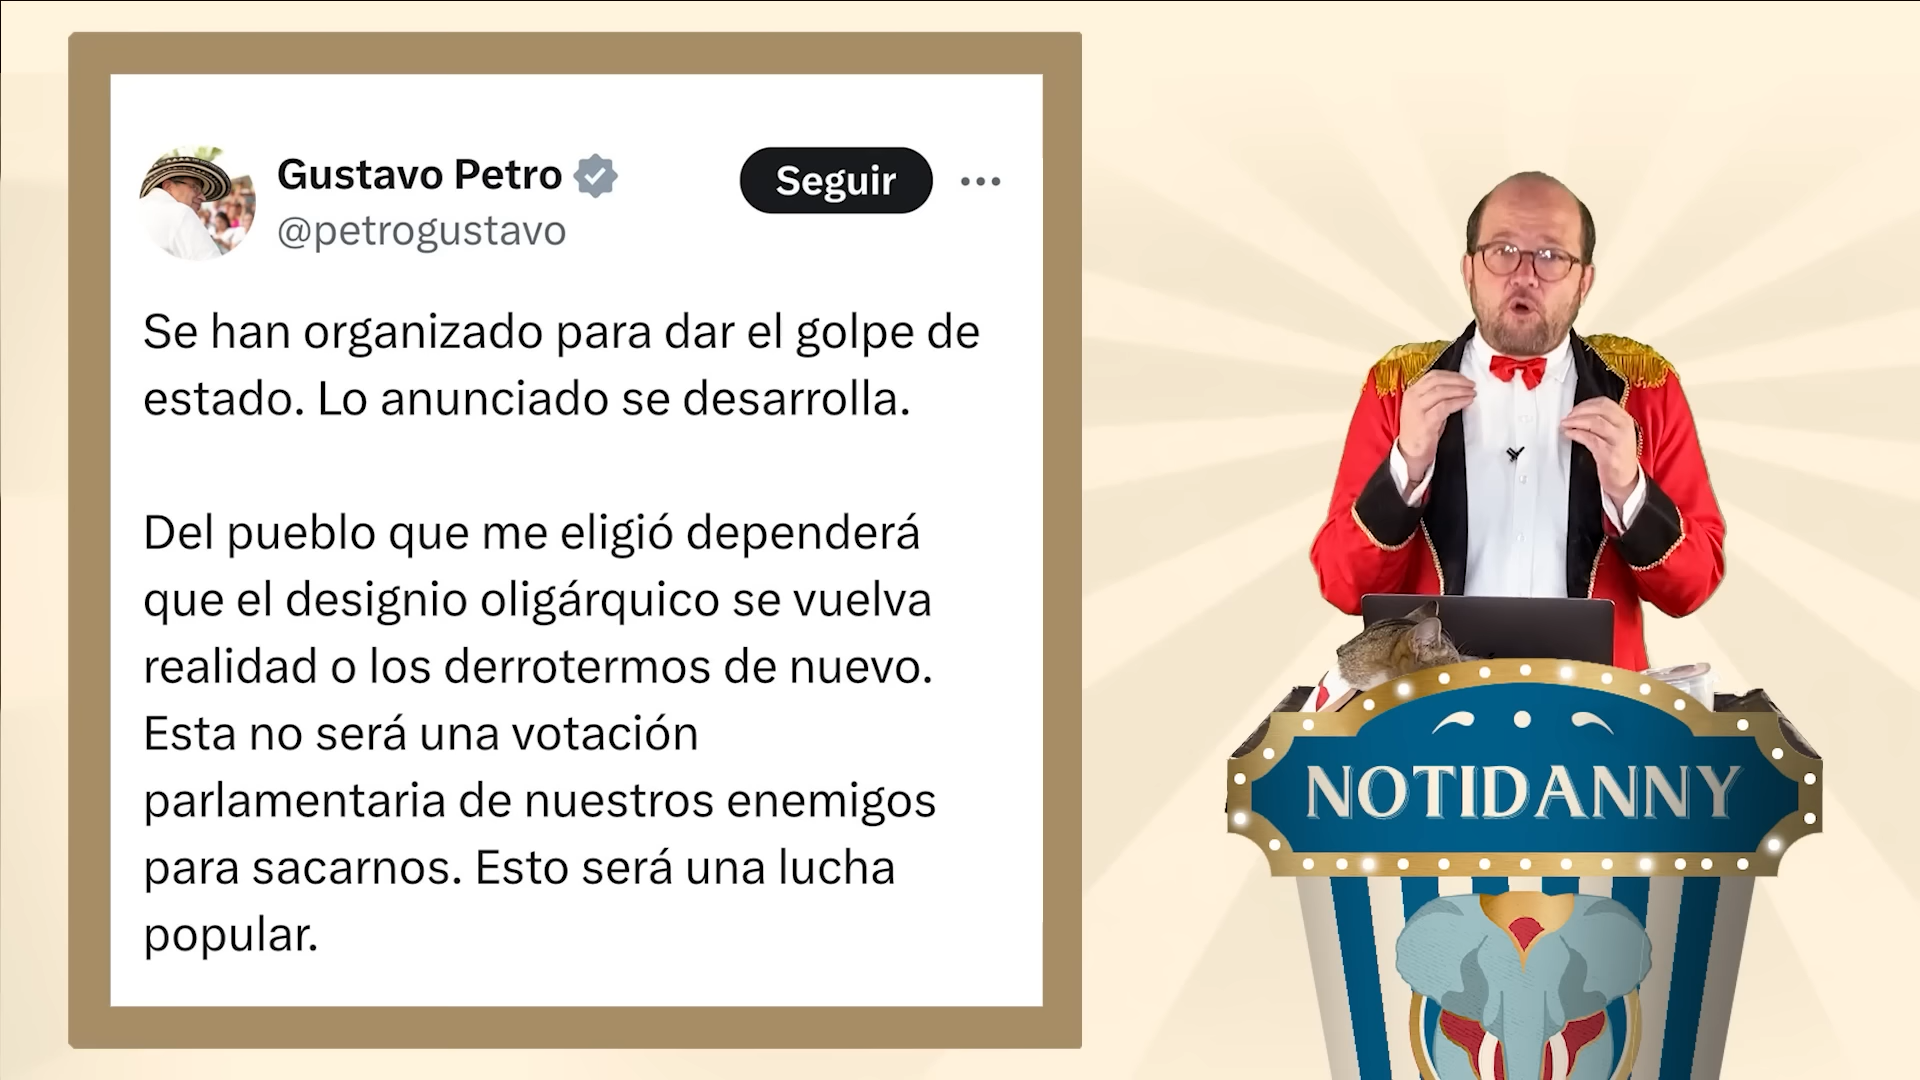 Gustavo Petro
@petrogustavo
Seguir
Se han organizado para dar el golpe de
estado. Lo anunciado se desarrolla.
Del pueblo que me eligió dependerá
que el designio oligárquico se vuelva
realidad o los derrotermos de nuevo.
Esta no será una votación
parlamentaria de nuestros enemigos
para sacarnos. Esto será una lucha
popular.
NOTIDANNY